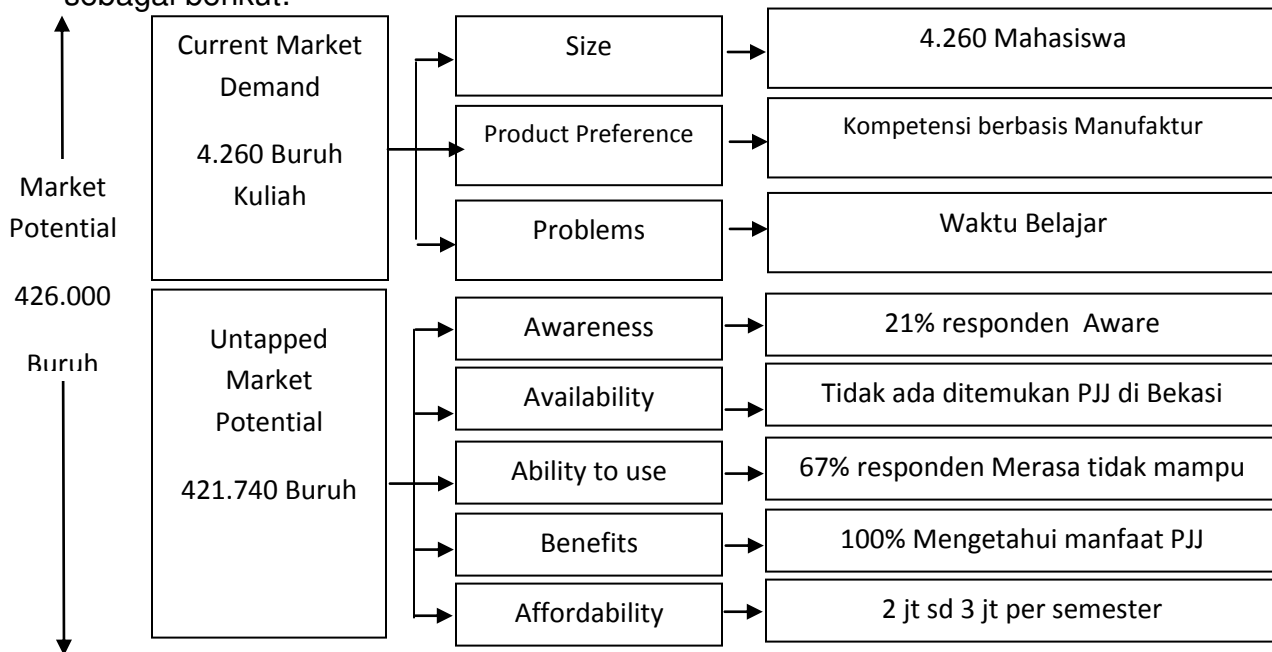 sebagai berikut:
Market
Potential
426.000
Buruh
Current Market
Demand
4.260 Buruh
Kuliah
Size
4.260 Mahasiswa
Product Preference
Kompetensi berbasis Manufaktur
Problems
Waktu Belajar
Untapped
Market
Potential
421.740 Buruh
Awareness
21% responden Aware
Availability
Tidak ada ditemukan PJJ di Bekasi
Ability to use
67% responden Merasa tidak mampu
Benefits
100% Mengetahui manfaat PJJ
Affordability
2 jt sd 3 jt per semester